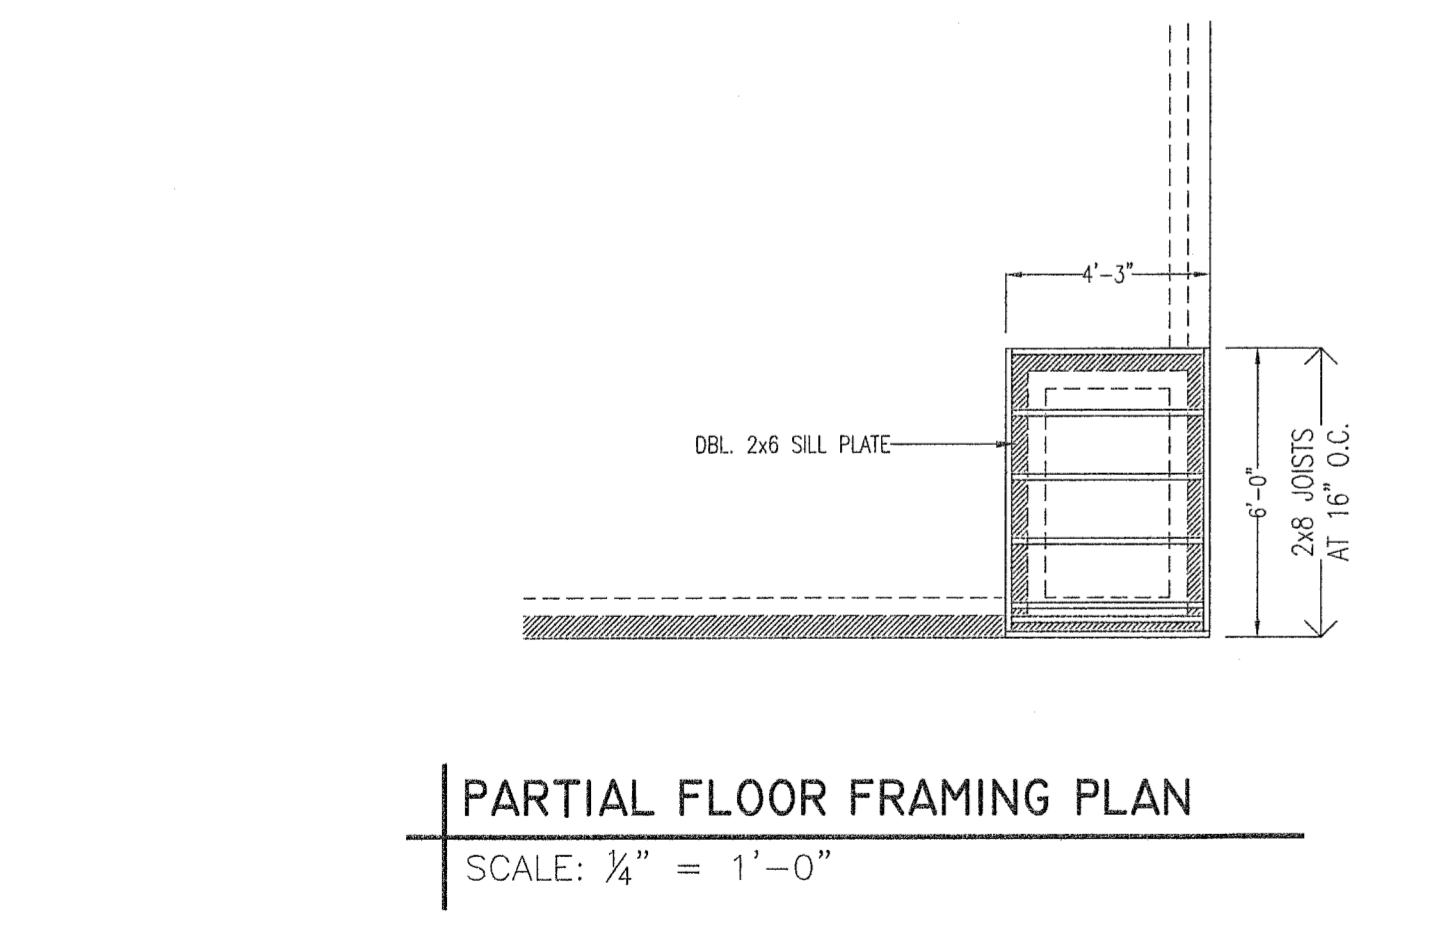 4'-3"
DBL. 2x6 SILL PLATE
6'-0"
2x8 JOISTS
AT 16" O.C.
PARTIAL FLOOR FRAMING PLAN
SCALE: ¼" = 1'-0"